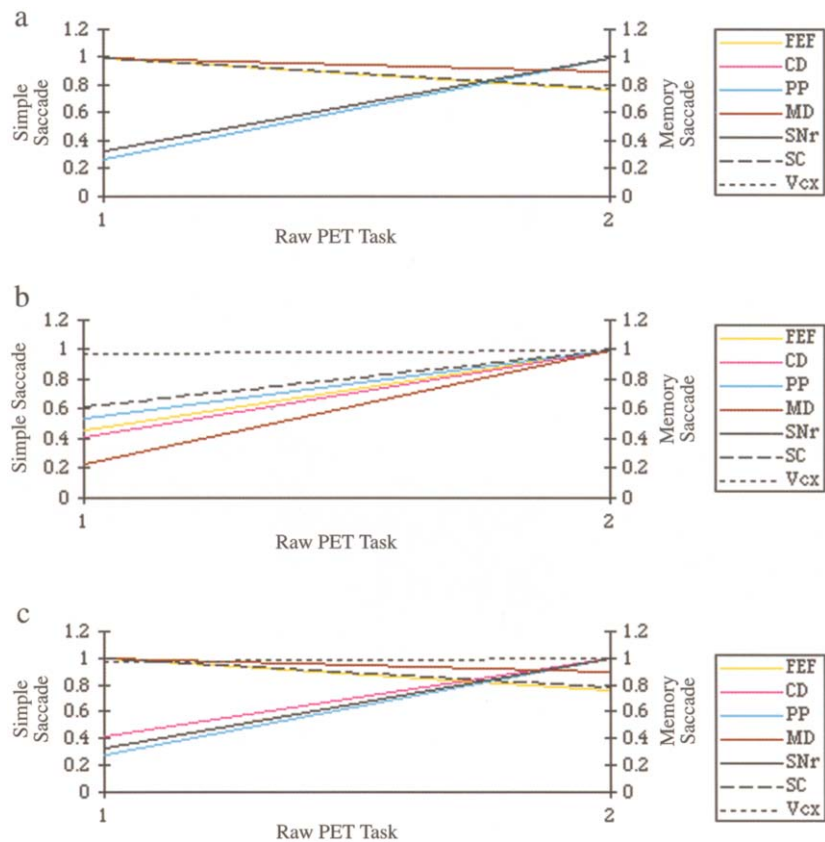 a
1.2
1
0.8
0.6
0.4
0.2
0
Simple
Saccade
1
2
Raw PET Task
1.2
1
0.8
0.6
0.4
0.2
0
Memory
Saccade
FEF
CD
PP
MD
SNr
SC
Vcx
b
1.2
1
0.8
0.6
0.4
0.2
0
Simple Saccade
1
2
Raw PET Task
1.2
1
0.8
0.6
0.4
0.2
0
Memory
Saccade
FEF
CD
PP
MD
SNr
SC
Vcx
c
1.2
1
0.8
0.6
0.4
0.2
0
Simple
Saccade
1
2
Raw PET Task
1.2
1
0.8
0.6
0.4
0.2
0
Memory
Saccade
FEF
CD
PP
MD
SNr
SC
Vcx